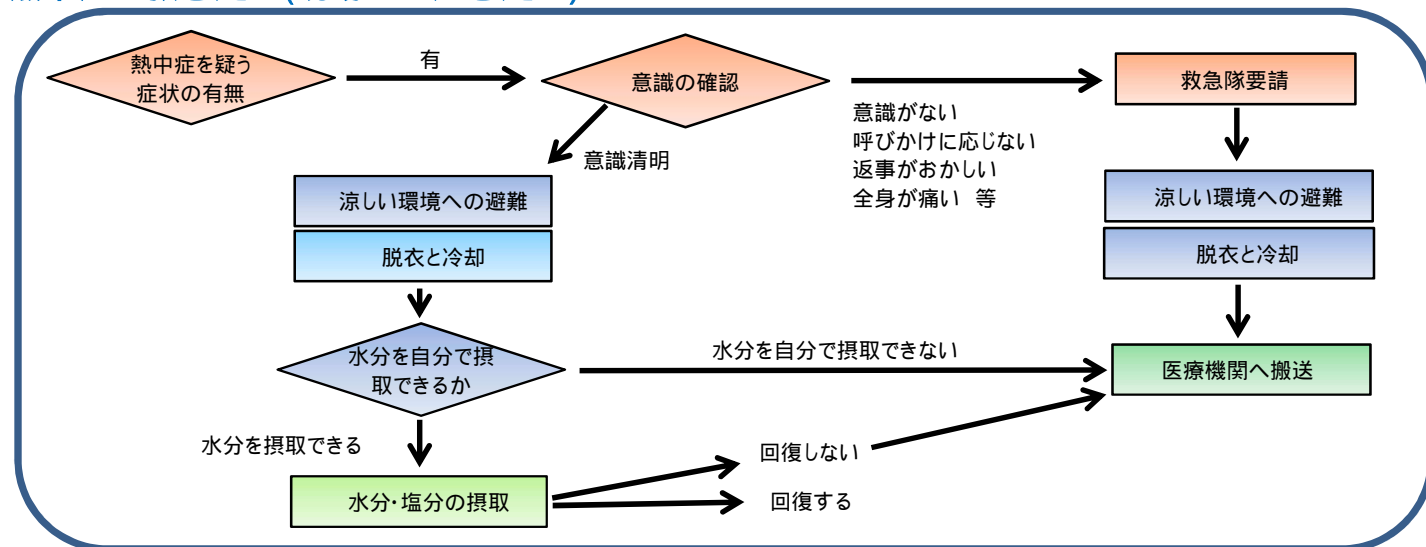 熱中症を疑う
症状の有無
有
意識の確認
救急隊要請
意識がない
呼びかけに応じない
返事がおかしい
全身が痛い 等
意識清明
涼しい環境への避難
脱衣と冷却
涼しい環境への避難
脱衣と冷却
水分を自分で摂
取できるか
水分を自分で摂取できない
医療機関へ搬送
水分を摂取できる
水分・塩分の摂取
回復しない
回復する